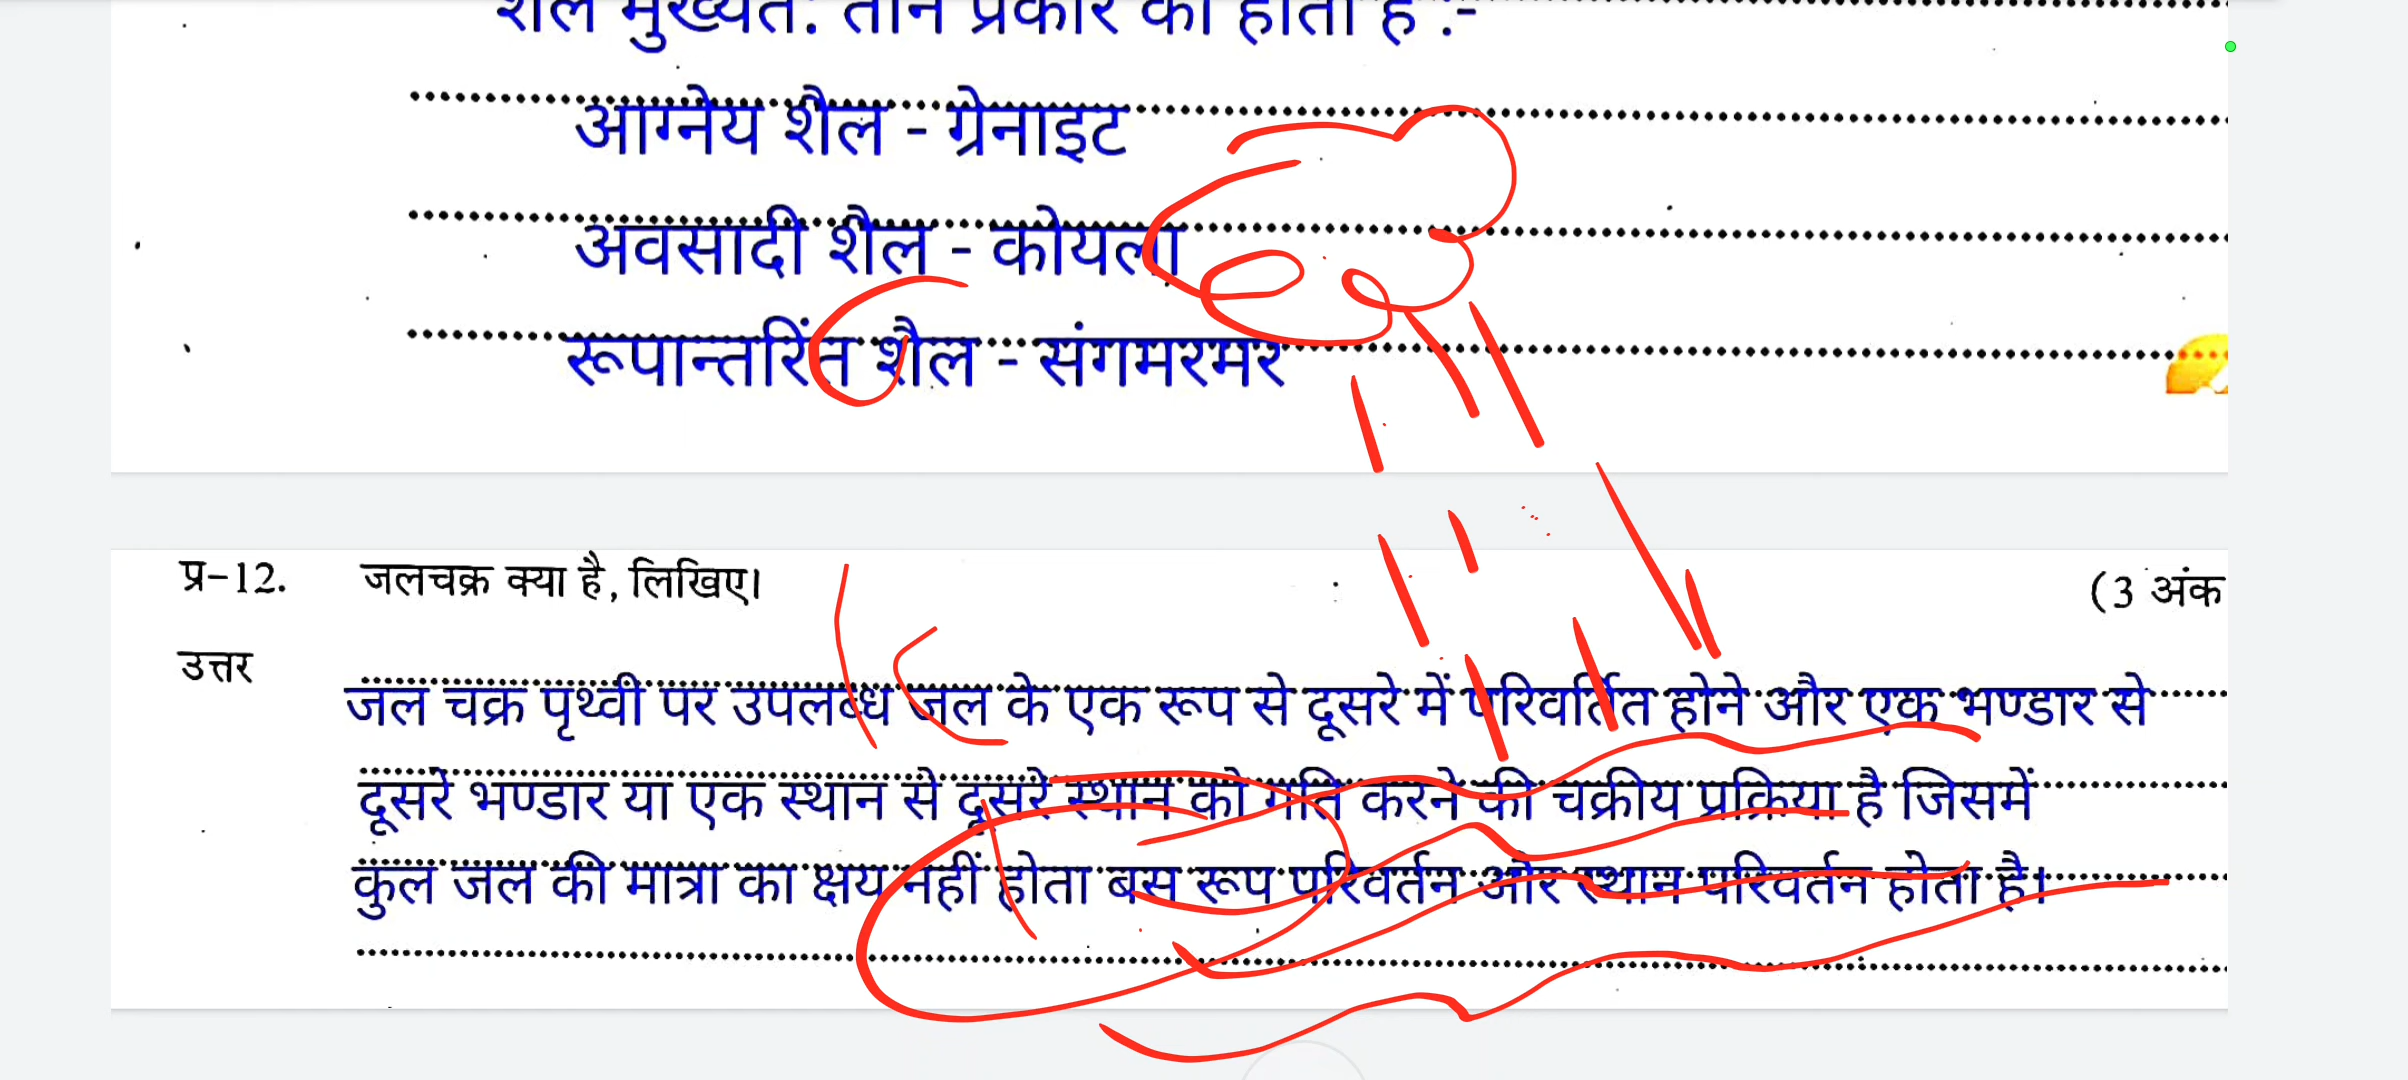 शैल मुख्यतः तीन प्रकार की होती है :-
आग्नेय शैल - ग्रेनाइट
अवसादी शैल - कोयला
रूपान्तरित शैल - संगमरमर
प्र-12. जलचक्र क्या है, लिखिए। (3 अंक
उत्तर
जल चक्र पृथ्वी पर उपलब्ध जल के एक रूप से दूसरे में परिवर्तित होने और एक भण्डार से
दूसरे भण्डार या एक स्थान से दूसरे स्थान को गति करने की चक्रीय प्रक्रिया है जिसमें
कुल जल की मात्रा का क्षय नहीं होता बस रूप परिवर्तन और स्थान परिवर्तन होता है।